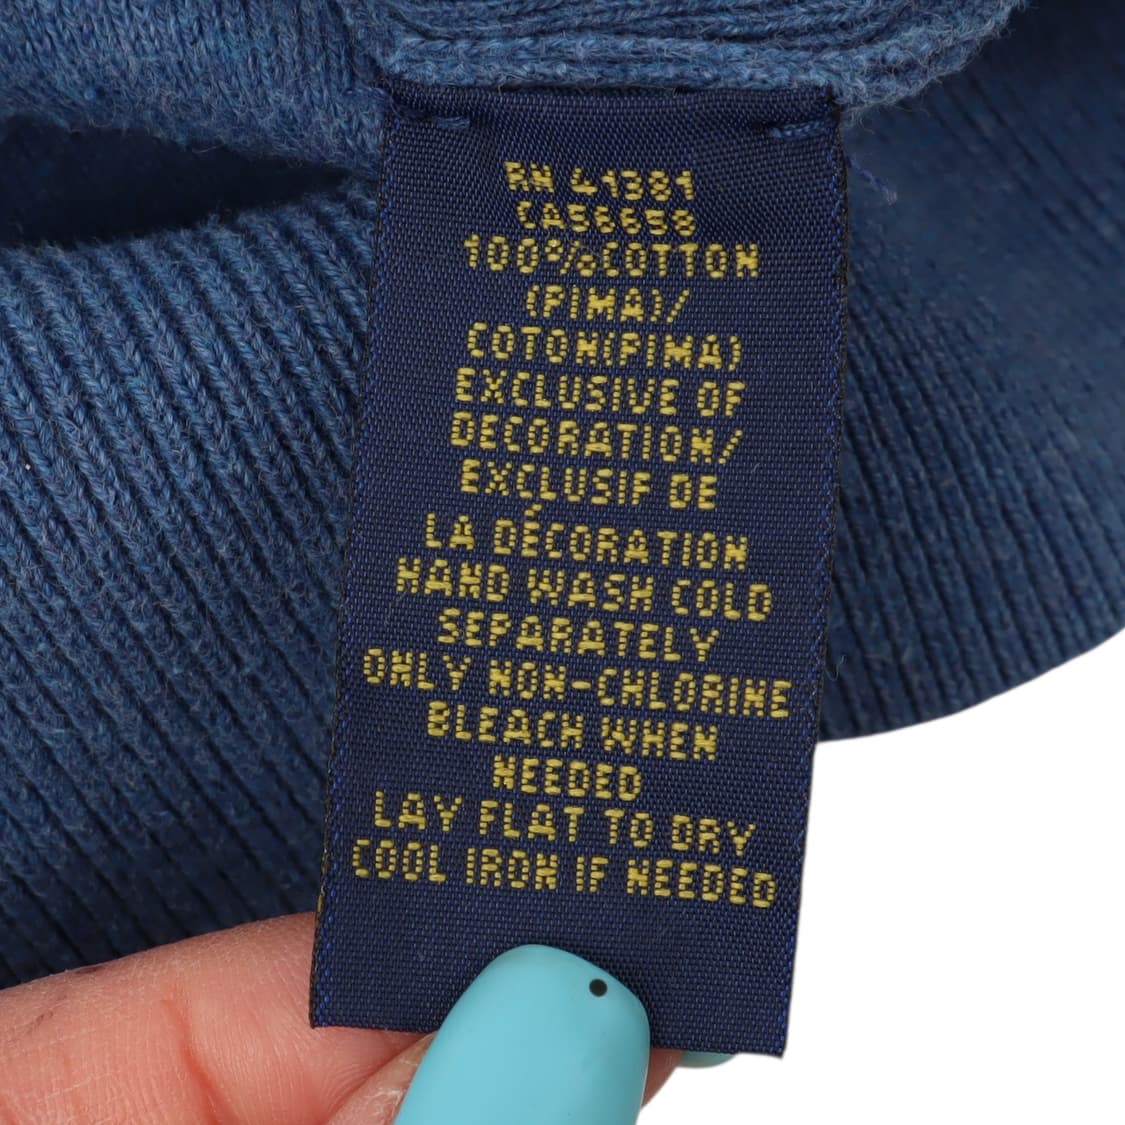 RN 41381
CA56658
100%COTTON
(PIMA)/
COTON(PIMA)
EXCLUSIVE OF
DECORATION/
EXCLUSIF DE
LA DÉCORATION
HAND WASH COLD
SEPARATELY
ONLY NON-CHLORINE
BLEACH WHEN
NEEDED
LAY FLAT TO DRY
COOL IRON IF NEEDED